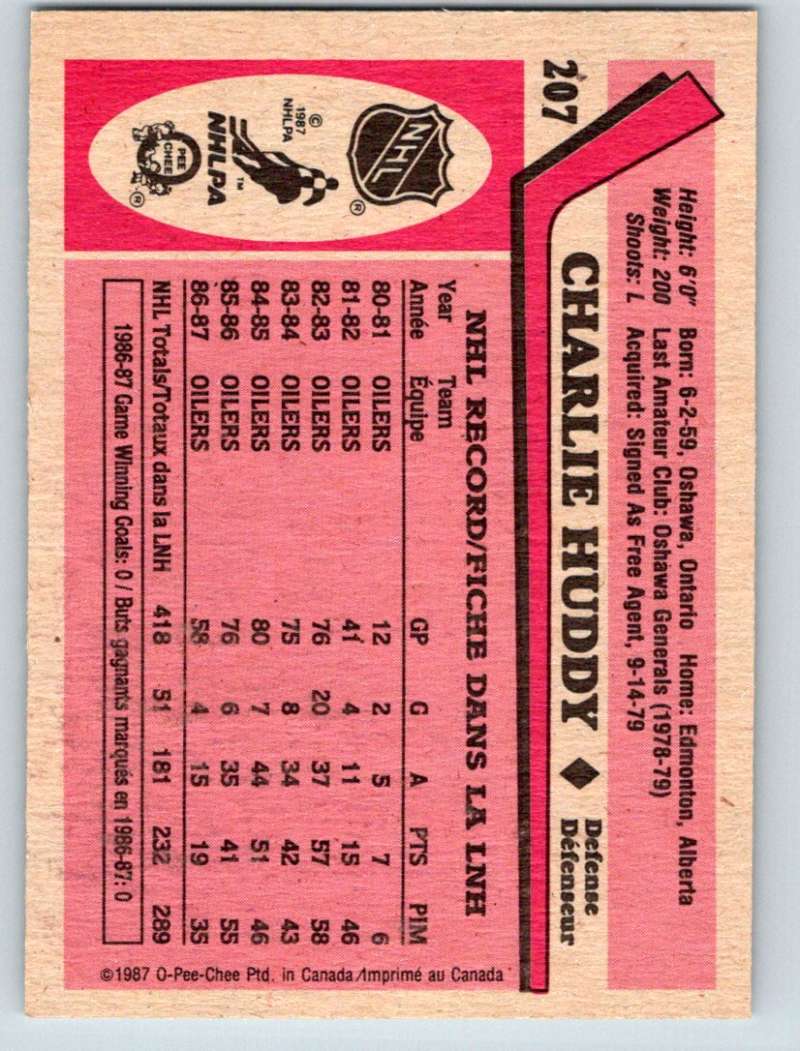 207
CHARLIE HUDDY ◆ Defense
Défenseur
Height: 6'0" Born: 6-2-59, Oshawa, Ontario Home: Edmonton, Alberta
Weight: 200 Last Amateur Club: Oshawa Generals (1978-79)
Shoots: L Acquired: Signed As Free Agent, 9-14-79
NHL
®
© 1987 NHLPA
NHLPA
™
O PEE CHEE
®
NHL RECORD/FICHE DANS LA LNH
Year Team
Année Équipe GP G A PTS PIM
80-81 OILERS 12 2 5 7 6
81-82 OILERS 41 4 11 15 46
82-83 OILERS 76 20 37 57 58
83-84 OILERS 75 8 34 42 43
84-85 OILERS 80 7 44 51 46
85-86 OILERS 76 6 35 41 55
86-87 OILERS 58 4 15 19 35
NHL Totals/Totaux dans la LNH 418 51 181 232 289
1986-87 Game Winning Goals: 0 / Buts gagnants marqués en 1986-87: 0
©1987 O-Pee-Chee Ptd. in Canada/Imprimé au Canada